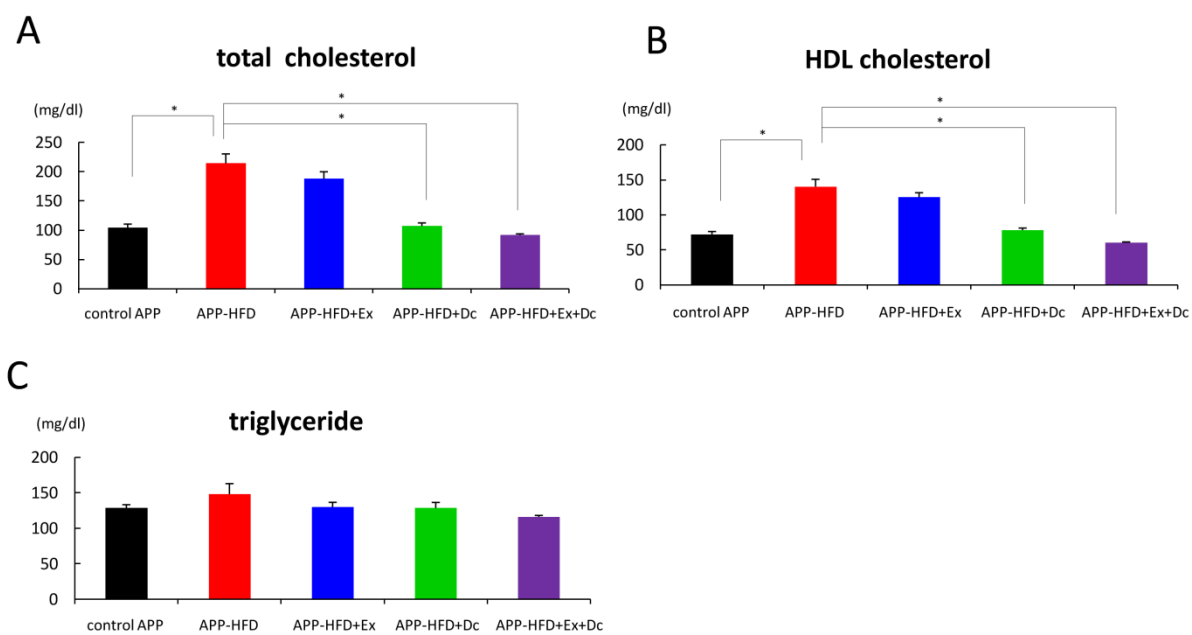 A
total cholesterol
(mg/dl)
*
*
*
250
200
150
100
50
0
control APP APP-HFD APP-HFD+Ex APP-HFD+Dc APP-HFD+Ex+Dc
B
HDL cholesterol
(mg/dl)
*
*
*
200
150
100
50
0
control APP APP-HFD APP-HFD+Ex APP-HFD+Dc APP-HFD+Ex+Dc
C
triglyceride
(mg/dl)
200
150
100
50
0
control APP APP-HFD APP-HFD+Ex APP-HFD+Dc APP-HFD+Ex+Dc